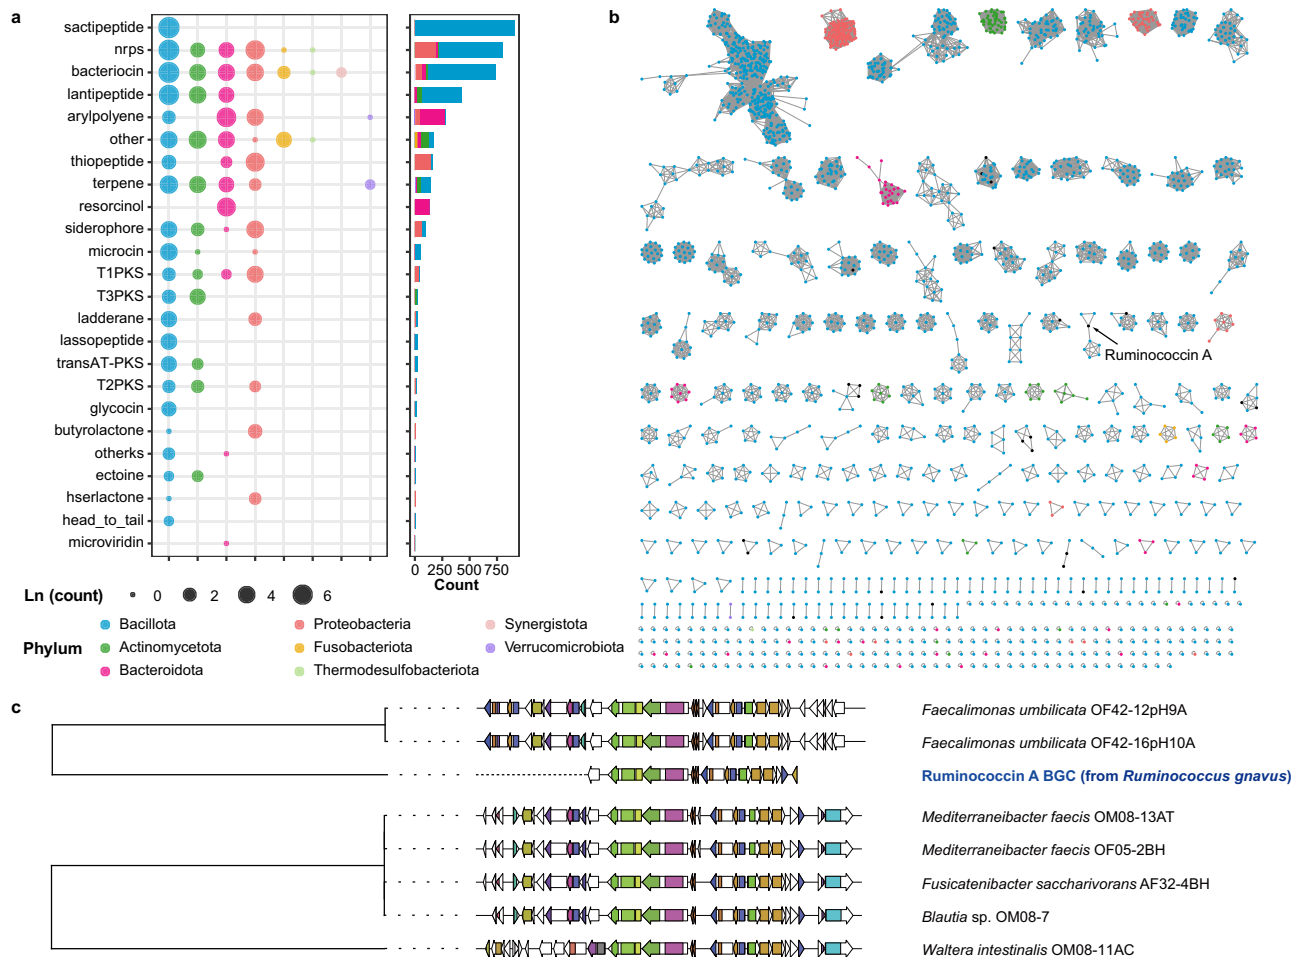 a
sactipeptide
nrps
bacteriocin
lantipeptide
arylpolyene
other
thiopeptide
terpene
resorcinol
siderophore
microcin
T1PKS
T3PKS
ladderane
lassopeptide
transAT-PKS
T2PKS
glycocin
butyrolactone
otherks
ectoine
hserlactone
head_to_tail
microviridin
0 250 500 750
Count
Ln (count) 0 2 4 6
Phylum
Bacillota Proteobacteria Synergistota
Actinomycetota Fusobacteriota Verrucomicrobiota
Bacteroidota Thermodesulfobacteriota
b
Ruminococcin A
c
Faecalimonas umbilicata OF42-12pH9A
Faecalimonas umbilicata OF42-16pH10A
Ruminococcin A BGC (from Ruminococcus gnavus)
Mediterraneibacter faecis OM08-13AT
Mediterraneibacter faecis OF05-2BH
Fusicatenibacter saccharivorans AF32-4BH
Blautia sp. OM08-7
Waltera intestinalis OM08-11AC